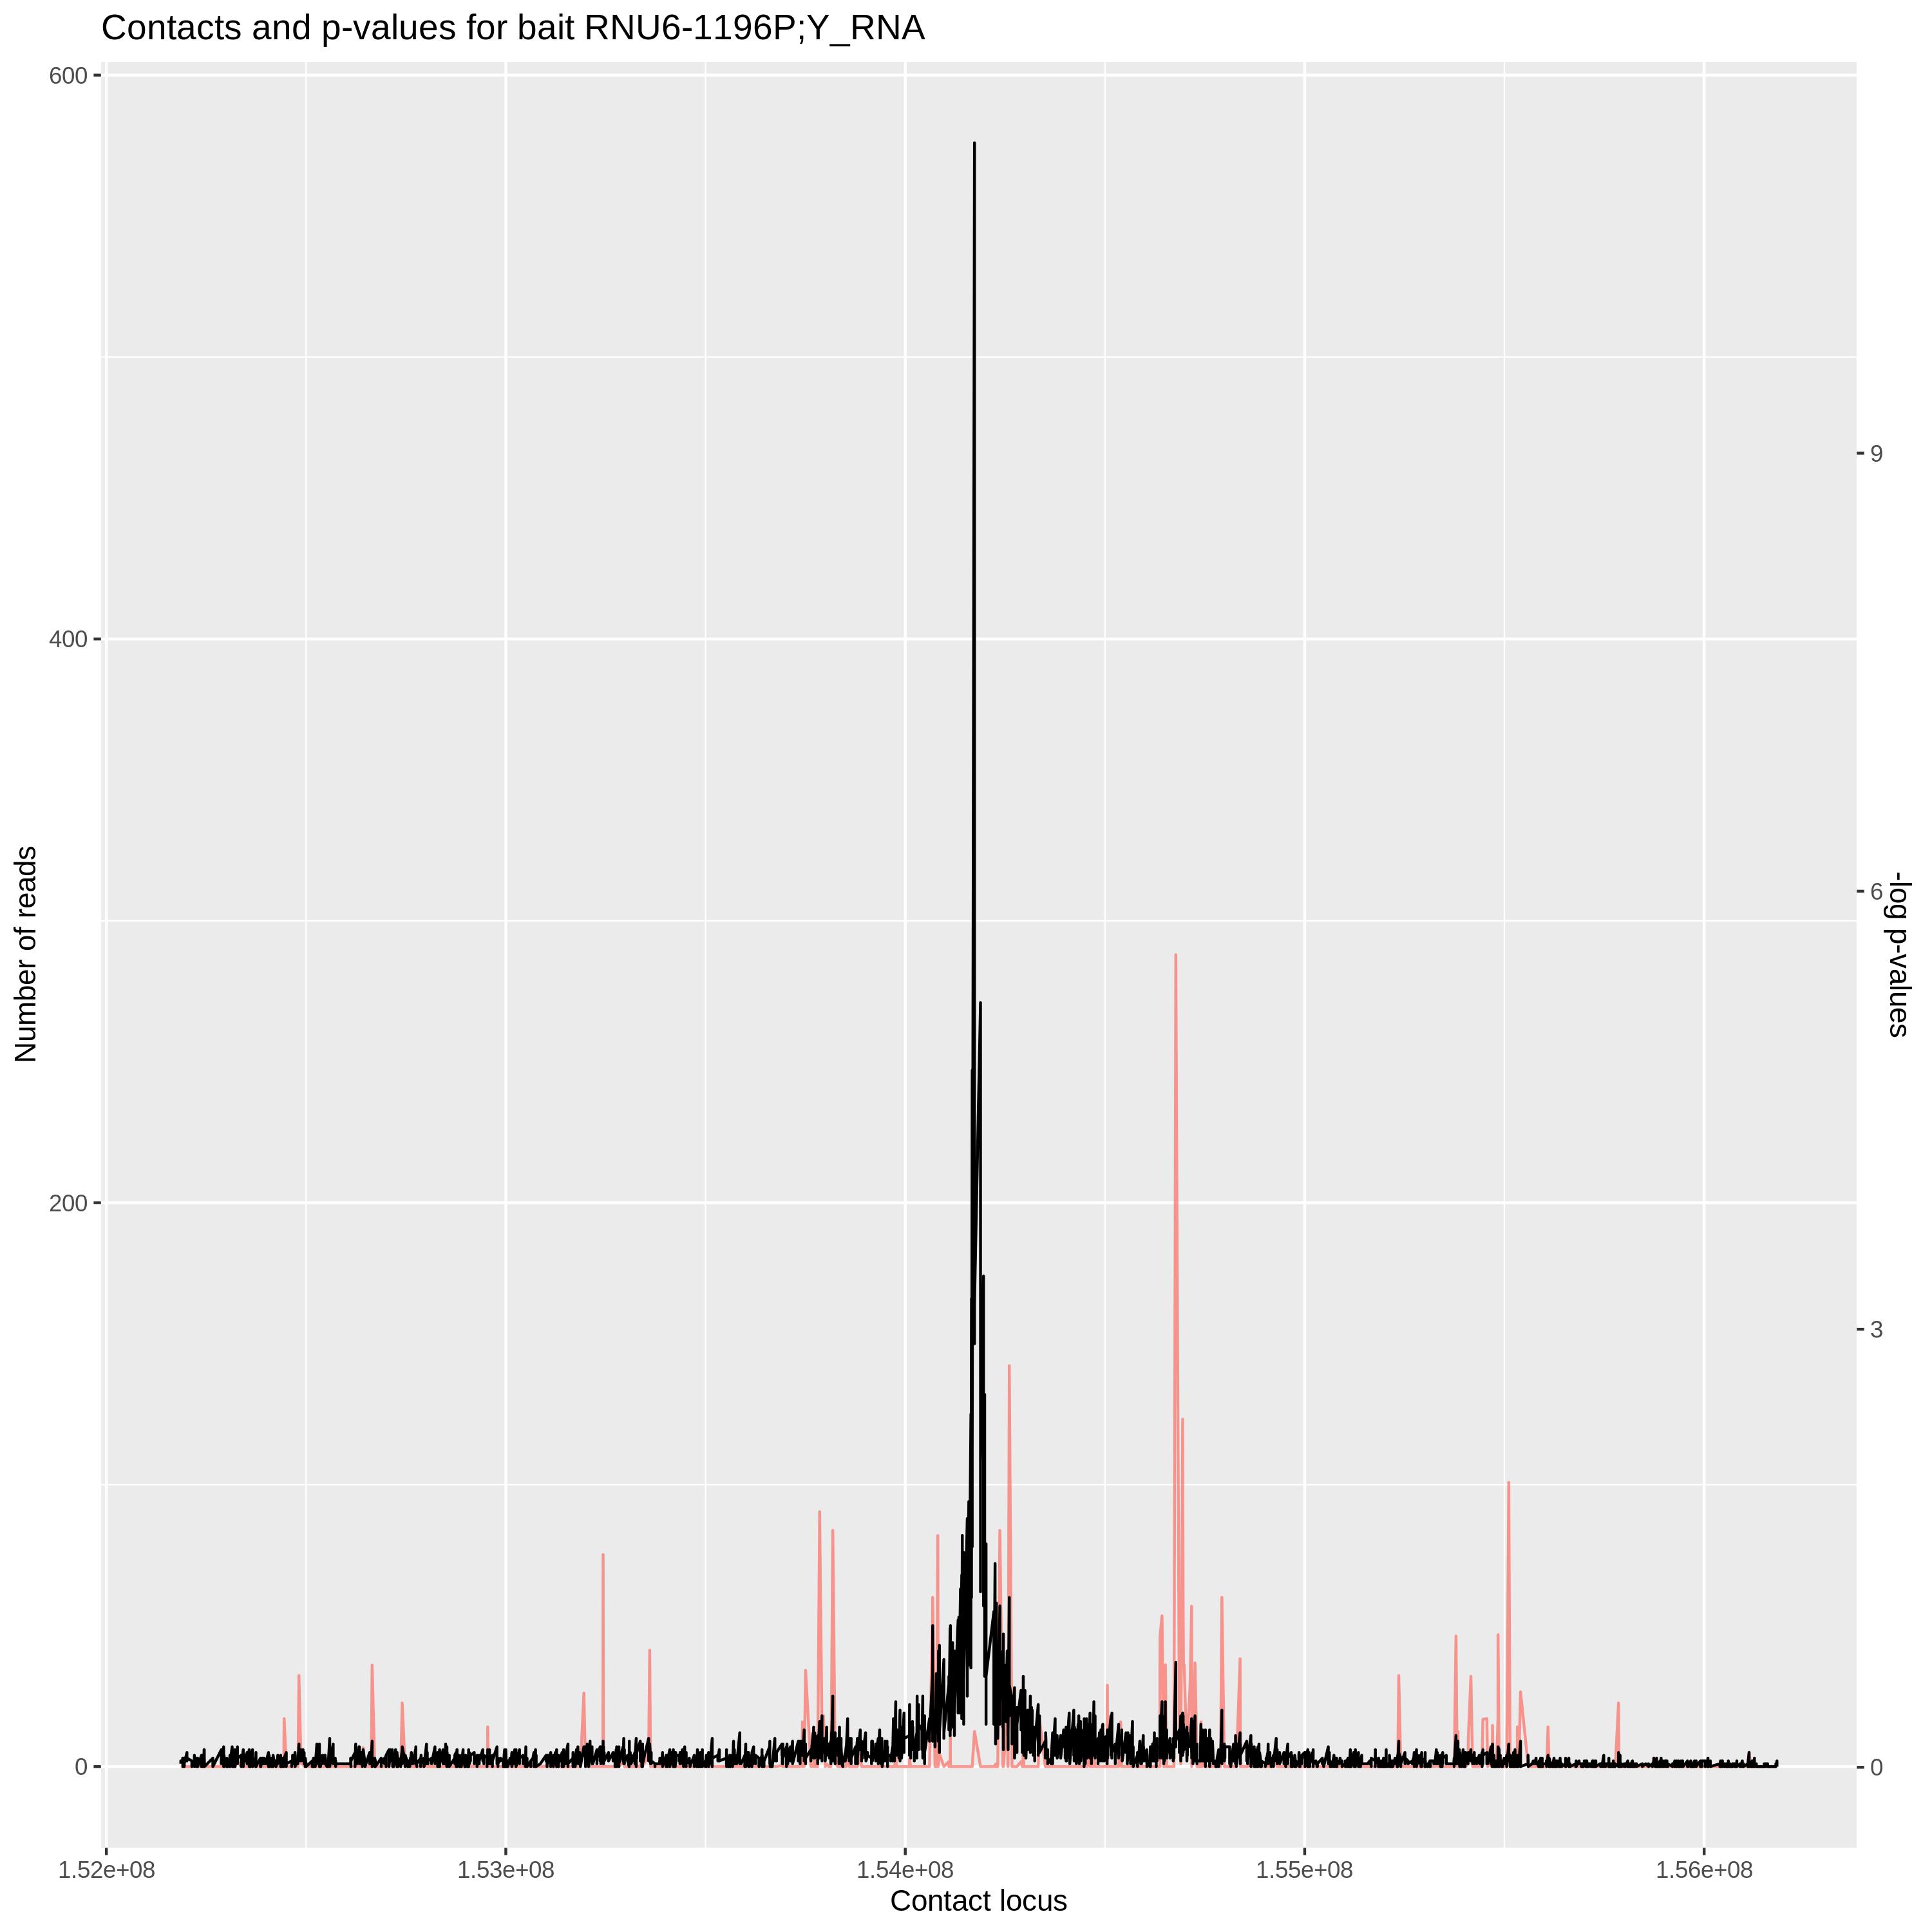 Contacts and p-values for bait RNU6-1196P;Y_RNA
600
400
200
0
Number of reads
9
6
3
0
-log p-values
1.52e+08
1.53e+08
1.54e+08
1.55e+08
1.56e+08
Contact locus